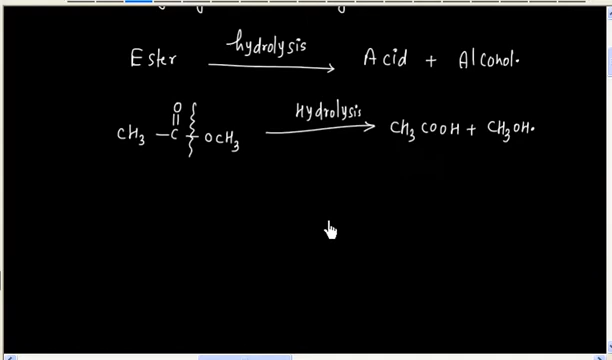 Ester hydrolysis Acid + Alcohol.
O
CH3 – C – OCH3 Hydrolysis CH3COOH + CH3OH.